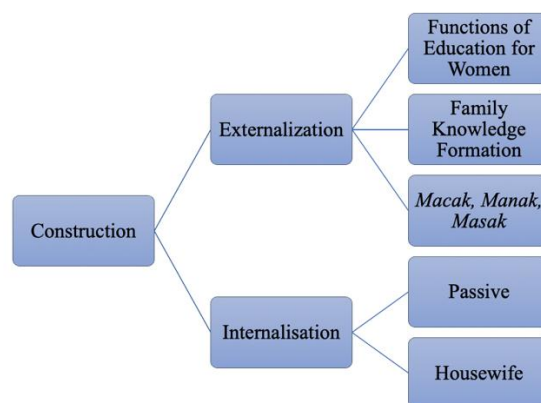 Construction
Externalization
Functions of
Education for
Women
Family
Knowledge
Formation
Macak, Manak,
Masak
Internalisation
Passive
Housewife